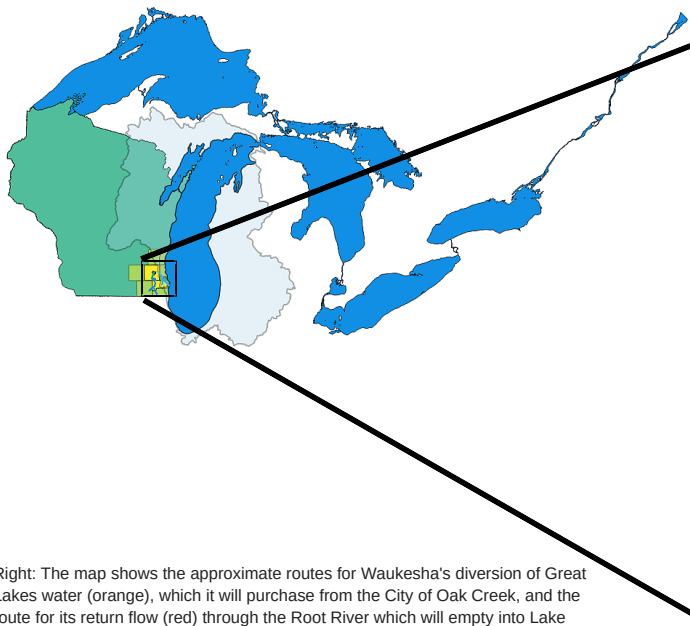 Right: The map shows the approximate routes for Waukesha's diversion of Great
Lakes water (orange), which it will purchase from the City of Oak Creek, and the
route for its return flow (red) through the Root River which will empty into Lake